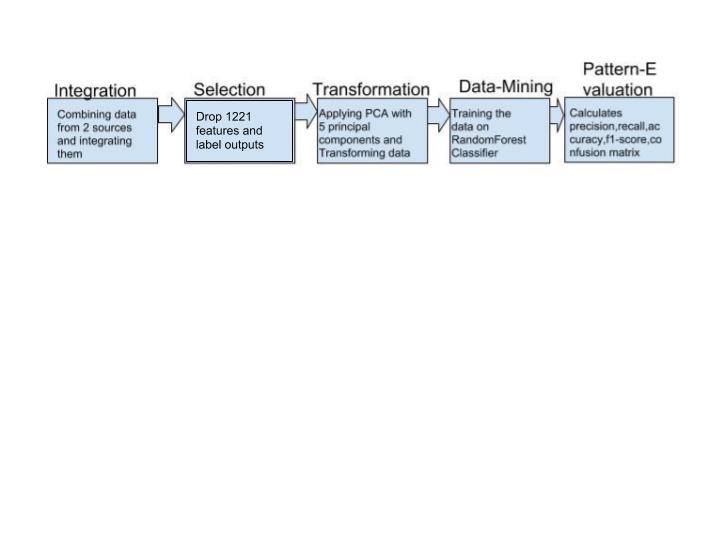 Integration
Combining data
from 2 sources
and integrating
them
Selection
Drop 1221
features and
label outputs
Transformation
Applying PCA with
5 principal
components and
Transforming data
Data-Mining
Training the
data on
RandomForest
Classifier
Pattern-E
valuation
Calculates
precision,recall,ac
curacy,f1-score,co
nfusion matrix